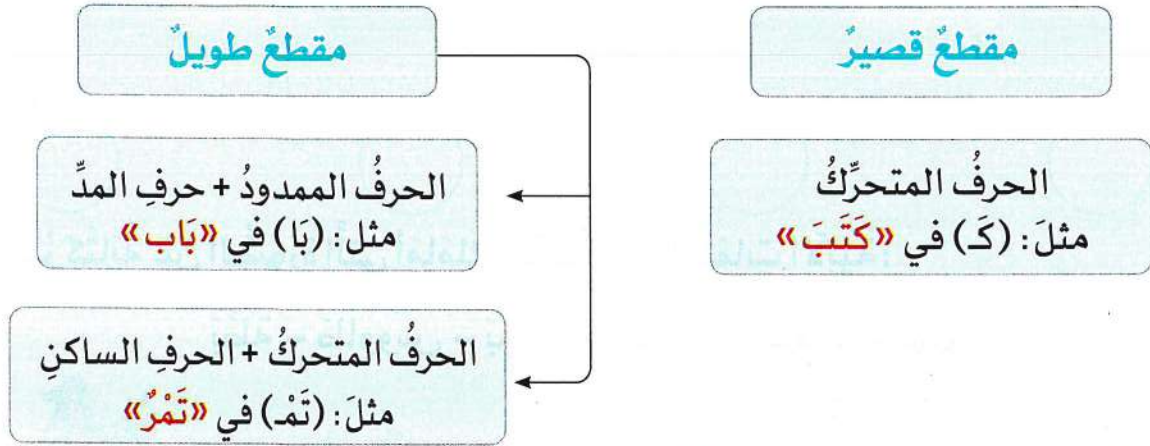 مقطعٌ قصيرٌ
الحرفُ المتحرِّكُ
مثلَ: (كَـ) في «كَتَبَ»
مقطعٌ طويلٌ
الحرفُ الممدودُ + حرفِ المدِّ
مثل: (بَا) في «بَاب»
الحرفُ المتحركُ + الحرفِ الساكنِ
مثلَ: (تَمْـ) في «تَمْرٌ»